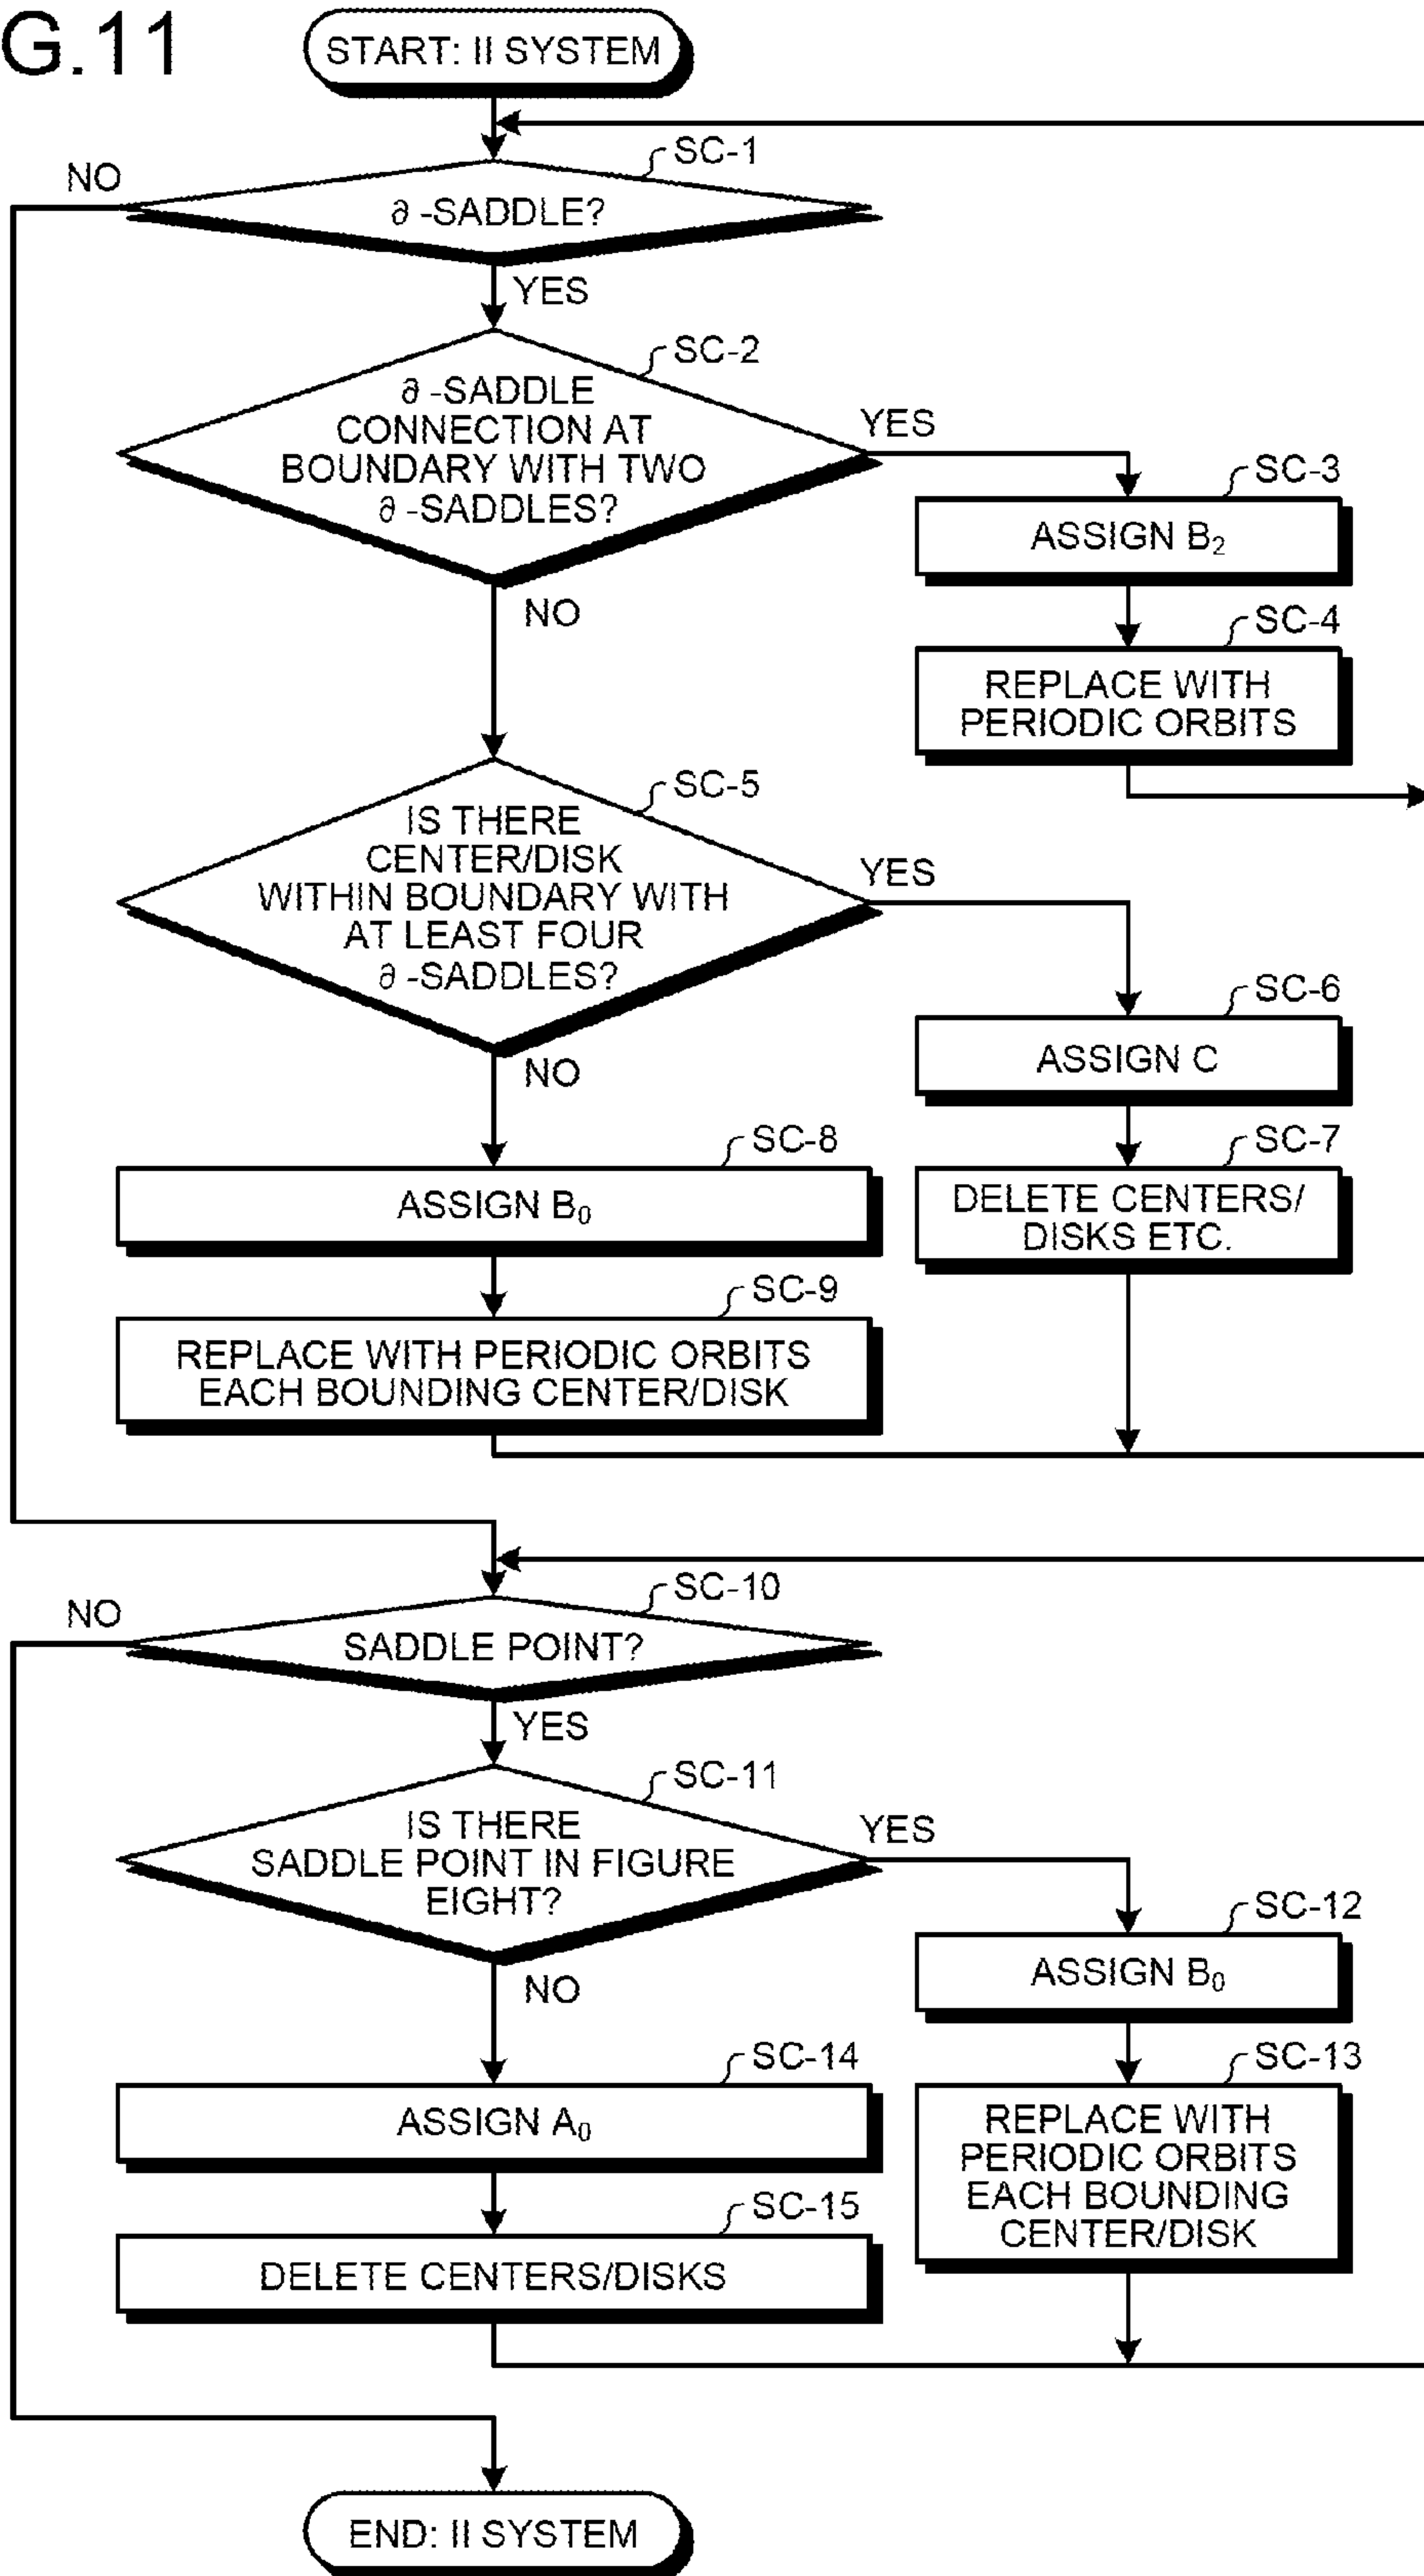 G.11
START: II SYSTEM
SC-1
NO
∂-SADDLE?
YES
SC-2
∂-SADDLE
CONNECTION AT
BOUNDARY WITH TWO
∂-SADDLES?
YES
SC-3
ASSIGN B₂
NO
SC-4
REPLACE WITH
PERIODIC ORBITS
SC-5
IS THERE
CENTER/DISK
WITHIN BOUNDARY WITH
AT LEAST FOUR
∂-SADDLES?
YES
SC-6
ASSIGN C
NO
SC-7
DELETE CENTERS/
DISKS ETC.
SC-8
ASSIGN B₀
SC-9
REPLACE WITH PERIODIC ORBITS
EACH BOUNDING CENTER/DISK
SC-10
NO
SADDLE POINT?
YES
SC-11
IS THERE
SADDLE POINT IN FIGURE
EIGHT?
YES
SC-12
ASSIGN B₀
NO
SC-13
REPLACE WITH
PERIODIC ORBITS
EACH BOUNDING
CENTER/DISK
SC-14
ASSIGN A₀
SC-15
DELETE CENTERS/DISKS
END: II SYSTEM